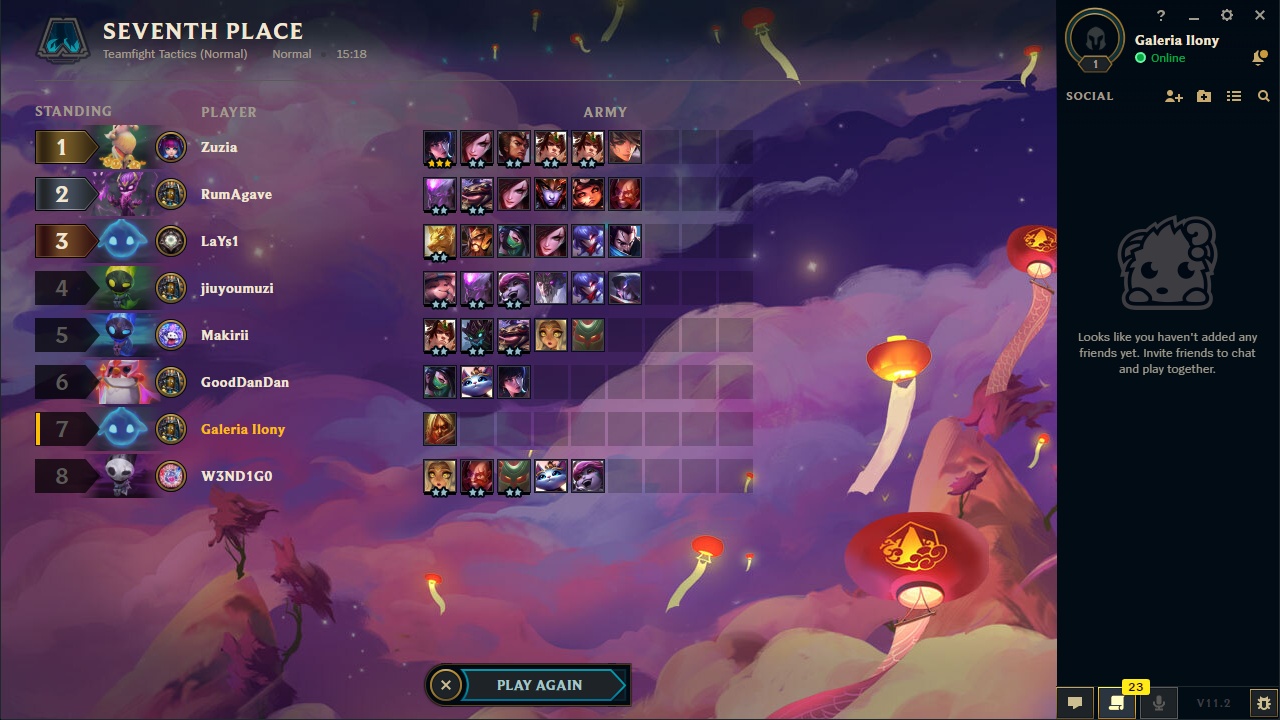 SEVENTH PLACE
Teamfight Tactics (Normal) Normal 15:18
? 
Galeria Ilony
Online
1
SOCIAL
STANDING PLAYER ARMY
1 Zuzia
2 RumAgave
3 LaYs1
4 jiuyoumuzi
5 Makirii
6 GoodDanDan
7 Galeria Ilony
8 W3ND1G0
Looks like you haven't added any
friends yet. Invite friends to chat
and play together.
PLAY AGAIN
23
V11.2